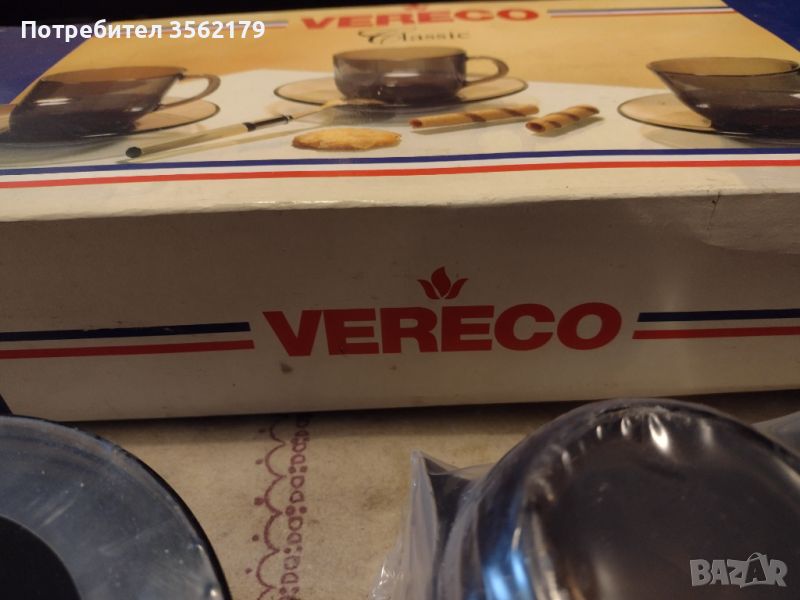 Потребител 3562179
VERECO
Classic
VERECO
BAZAR